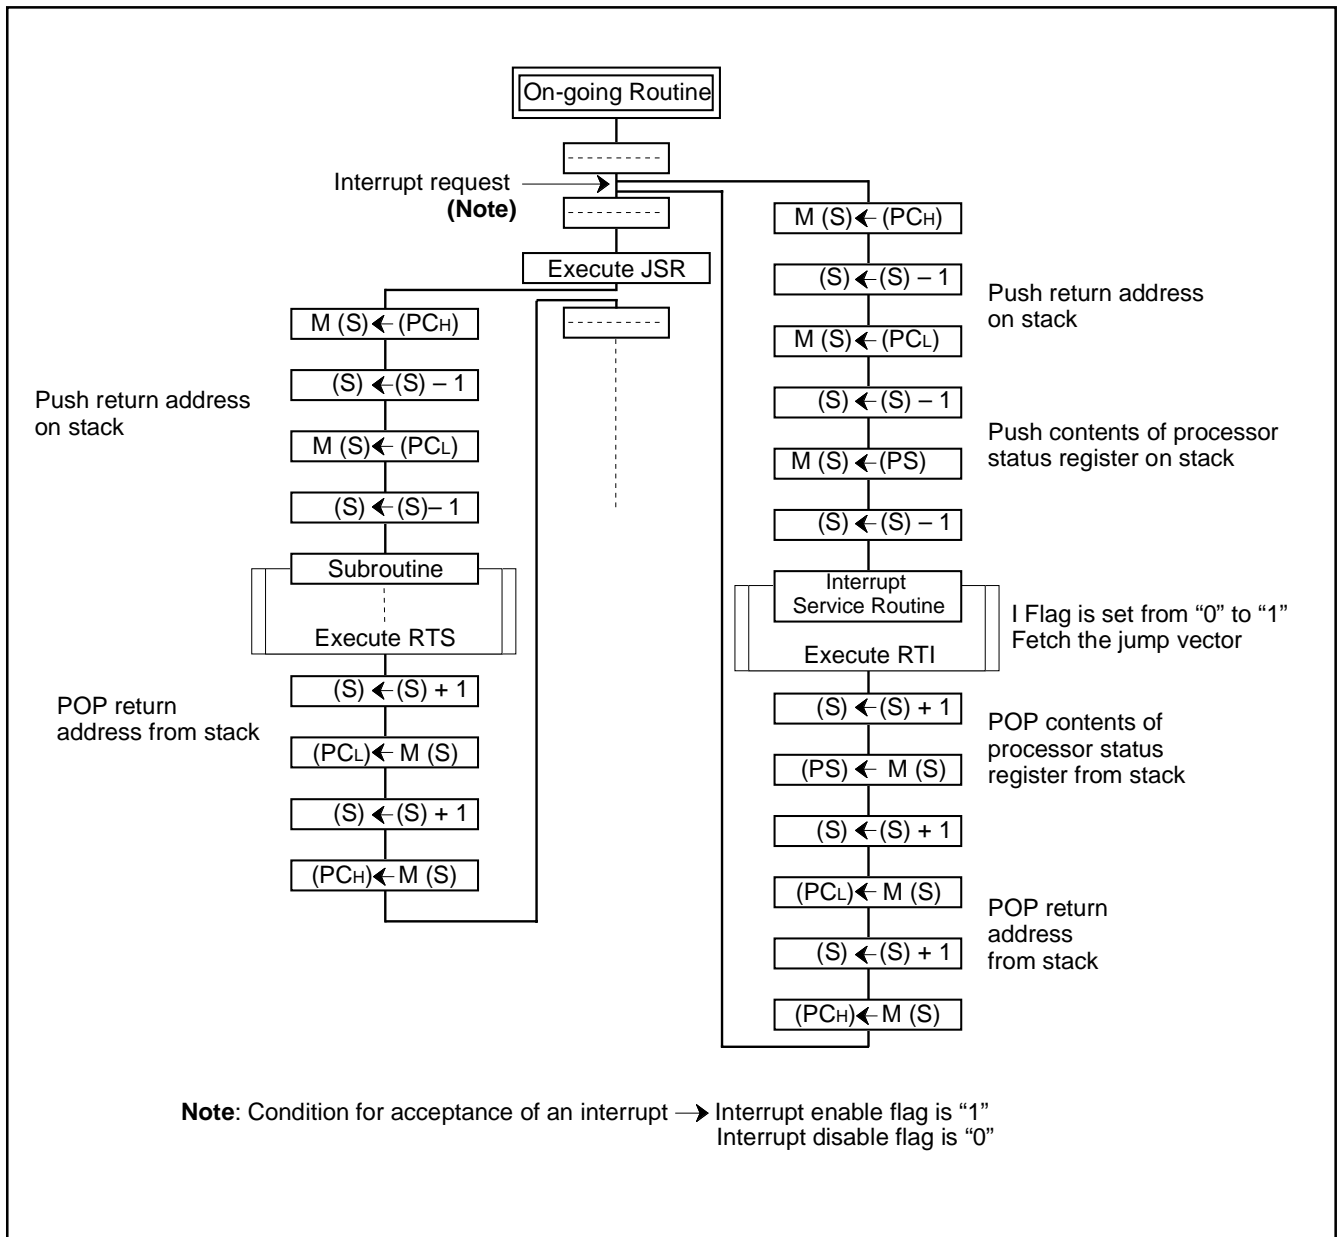 On-going Routine
Interrupt request
(Note)
Execute JSR
M (S) ← (PCH)
(S) ← (S) – 1
M (S) ← (PCL)
(S) ← (S)– 1
Push return address
on stack
Subroutine
Execute RTS
(S) ← (S) + 1
(PCL) ← M (S)
(S) ← (S) + 1
(PCH) ← M (S)
POP return
address from stack
M (S) ← (PCH)
(S) ← (S) – 1
M (S) ← (PCL)
(S) ← (S) – 1
M (S) ← (PS)
(S) ← (S) – 1
Push return address
on stack
Push contents of processor
status register on stack
Interrupt
Service Routine
Execute RTI
I Flag is set from “0” to “1”
Fetch the jump vector
(S) ← (S) + 1
(PS) ← M (S)
(S) ← (S) + 1
(PCL) ← M (S)
(S) ← (S) + 1
(PCH) ← M (S)
POP contents of
processor status
register from stack
POP return
address
from stack
Note: Condition for acceptance of an interrupt → Interrupt enable flag is “1”
Interrupt disable flag is “0”